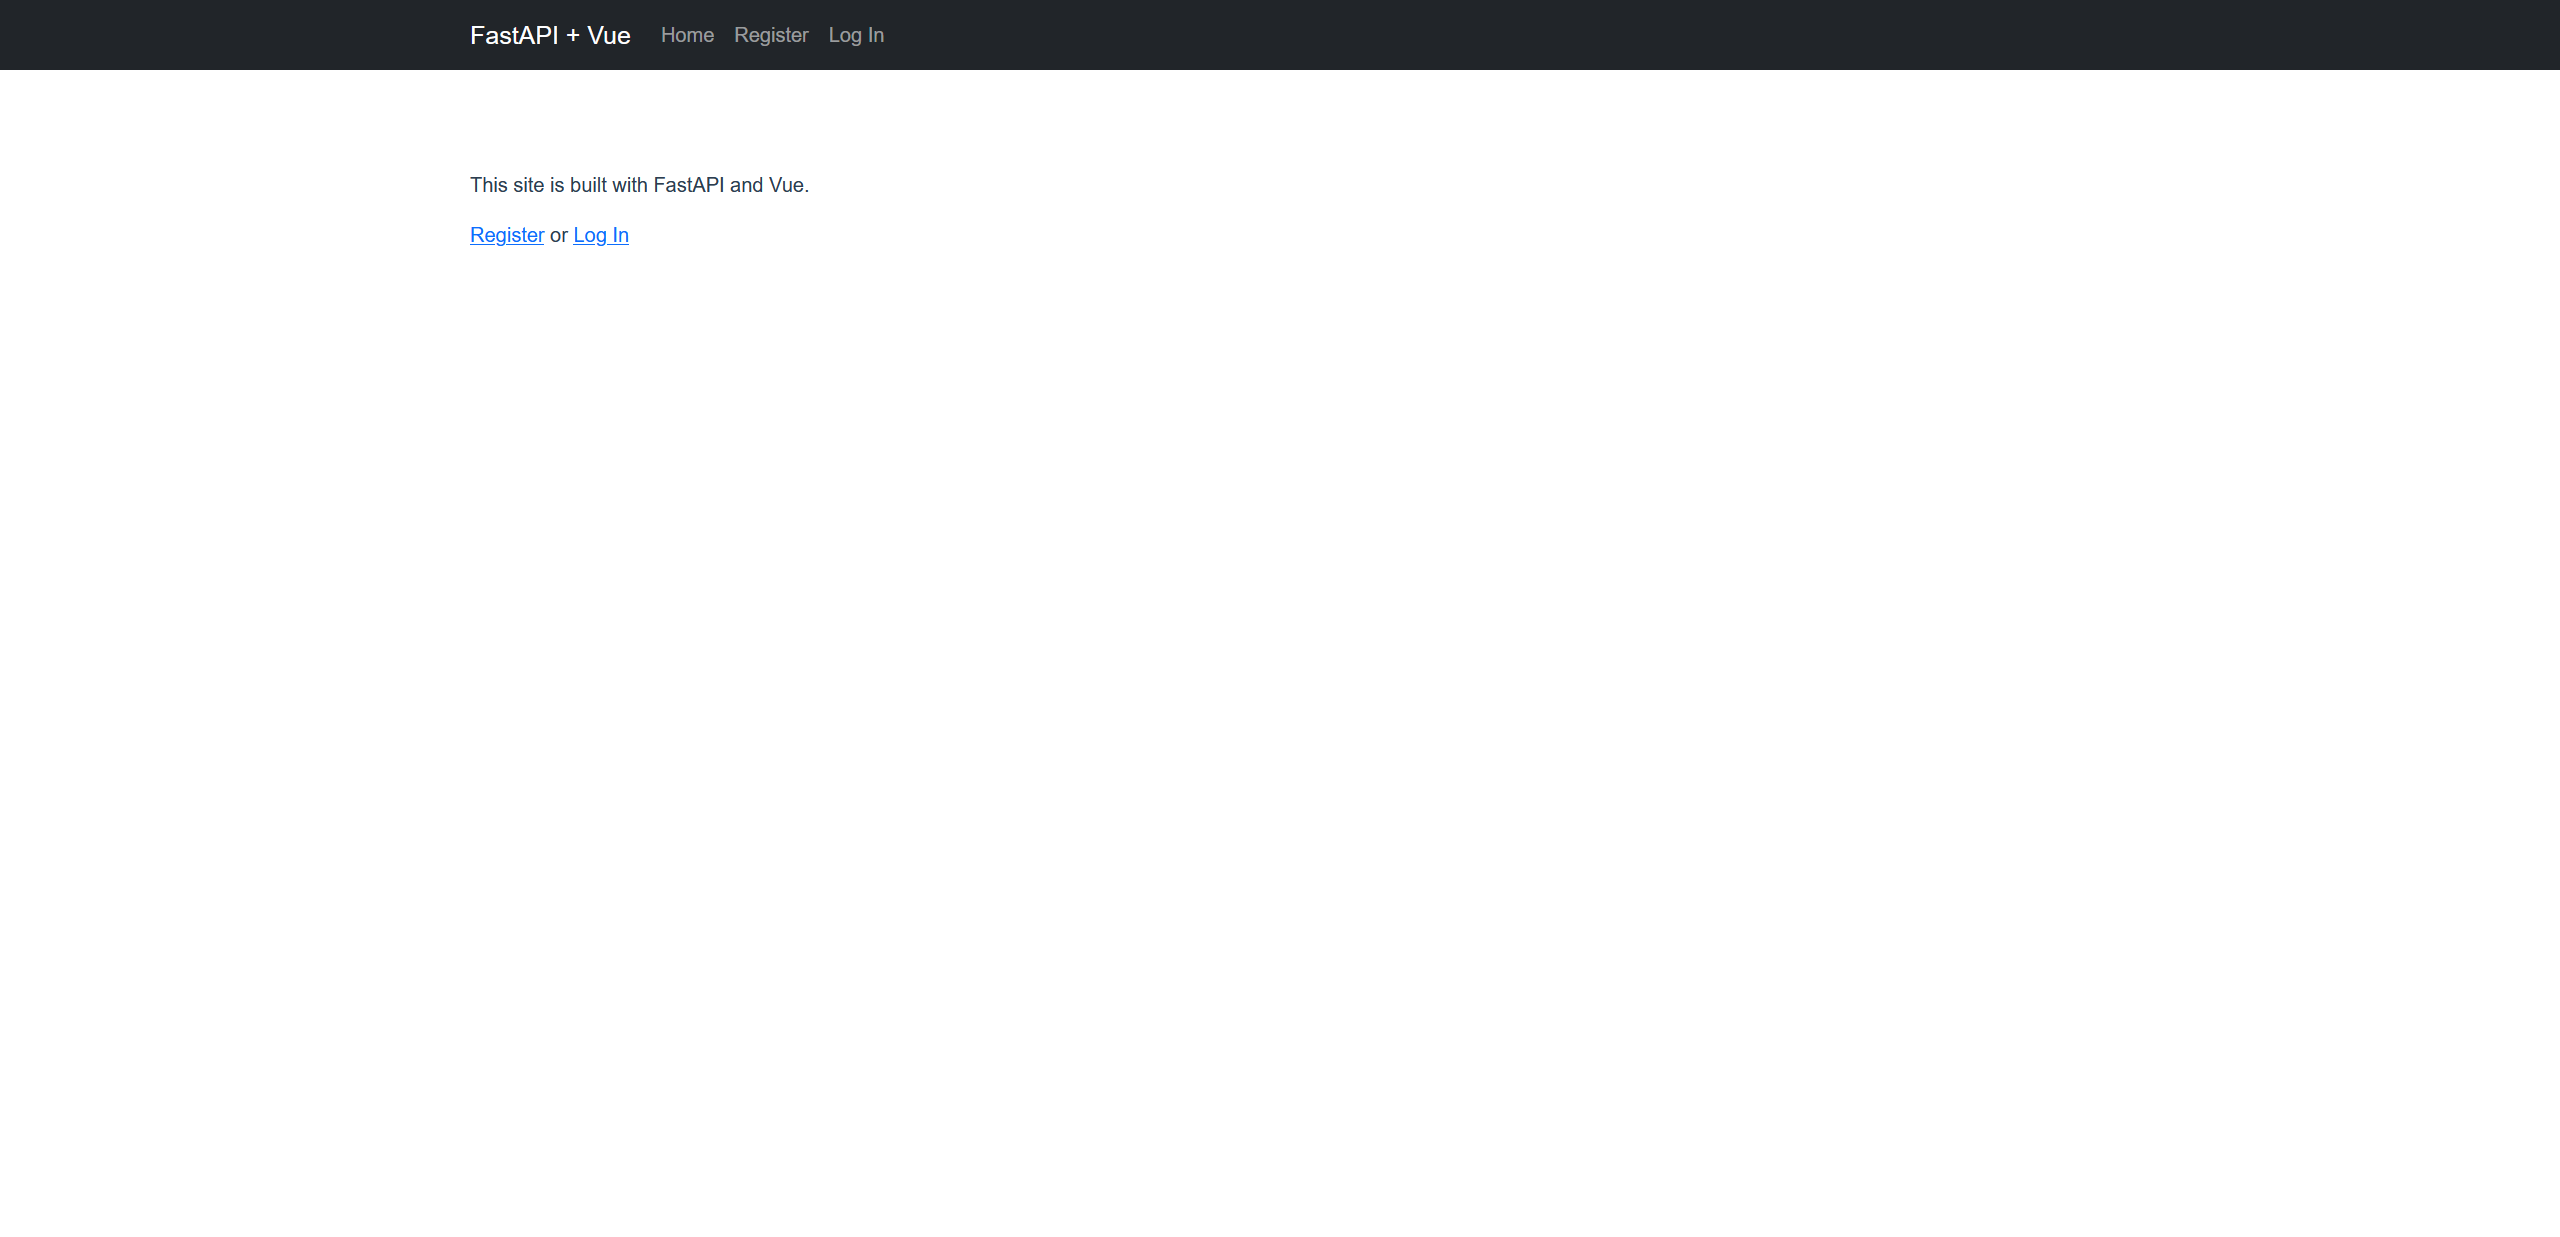 FastAPI + Vue Home Register Log In
This site is built with FastAPI and Vue.
Register or Log In